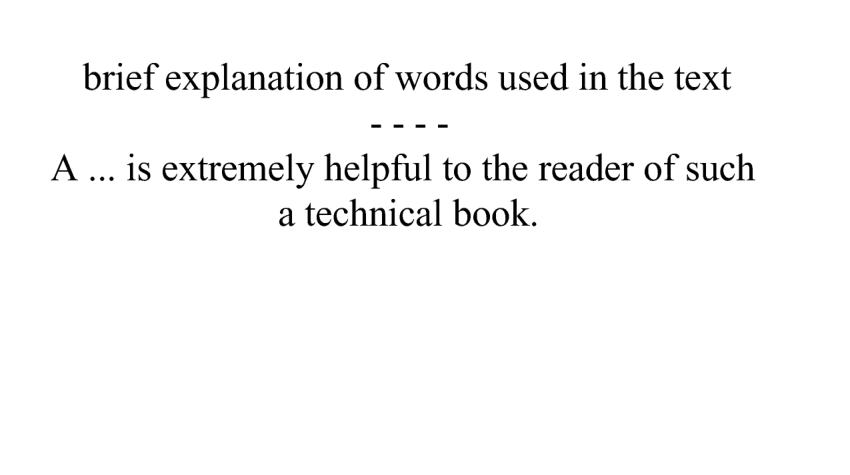 brief explanation of words used in the text
- - - -
A ... is extremely helpful to the reader of such
a technical book.